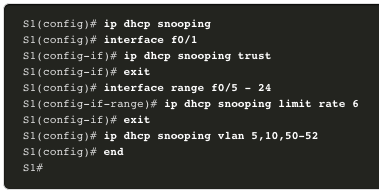 S1(config)# ip dhcp snooping
S1(config)# interface f0/1
S1(config-if)# ip dhcp snooping trust
S1(config-if)# exit
S1(config)# interface range f0/5 - 24
S1(config-if-range)# ip dhcp snooping limit rate 6
S1(config-if)# exit
S1(config)# ip dhcp snooping vlan 5,10,50-52
S1(config)# end
S1#